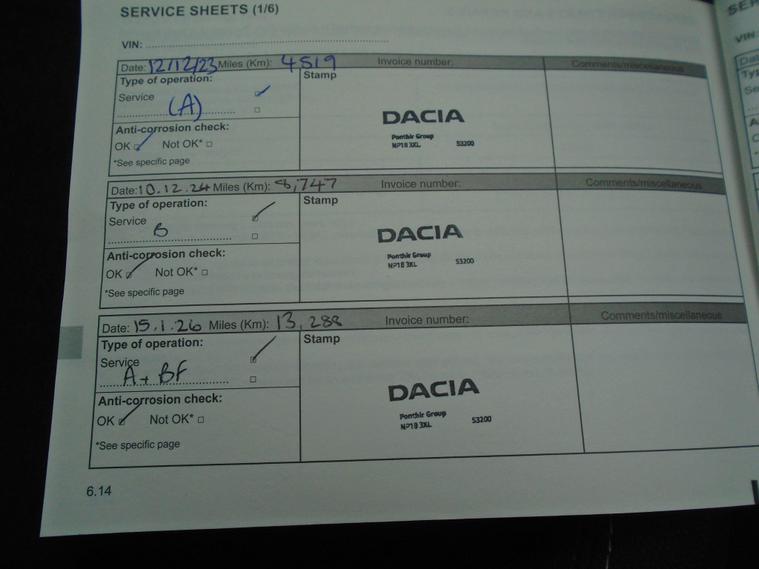 SERVICE SHEETS (1/6)
VIN:
Date: 12/12/23 Miles (Km): 4519 Invoice number: Comments/miscellaneous
Type of operation: Stamp
Service
(A)
DACIA
Ponthir Group
NP18 3XL 53200
Anti-corrosion check:
OK Not OK*
*See specific page
Date: 10.12.24 Miles (Km): 8,747 Invoice number: Comments/miscellaneous
Type of operation: Stamp
Service
B
DACIA
Ponthir Group
NP18 3XL 53200
Anti-corrosion check:
OK Not OK*
*See specific page
Date: 15.1.26 Miles (Km): 13,288 Invoice number: Comments/miscellaneous
Type of operation: Stamp
Service
A + BF
DACIA
Ponthir Group
NP18 3XL 53200
Anti-corrosion check:
OK Not OK*
*See specific page
6.14